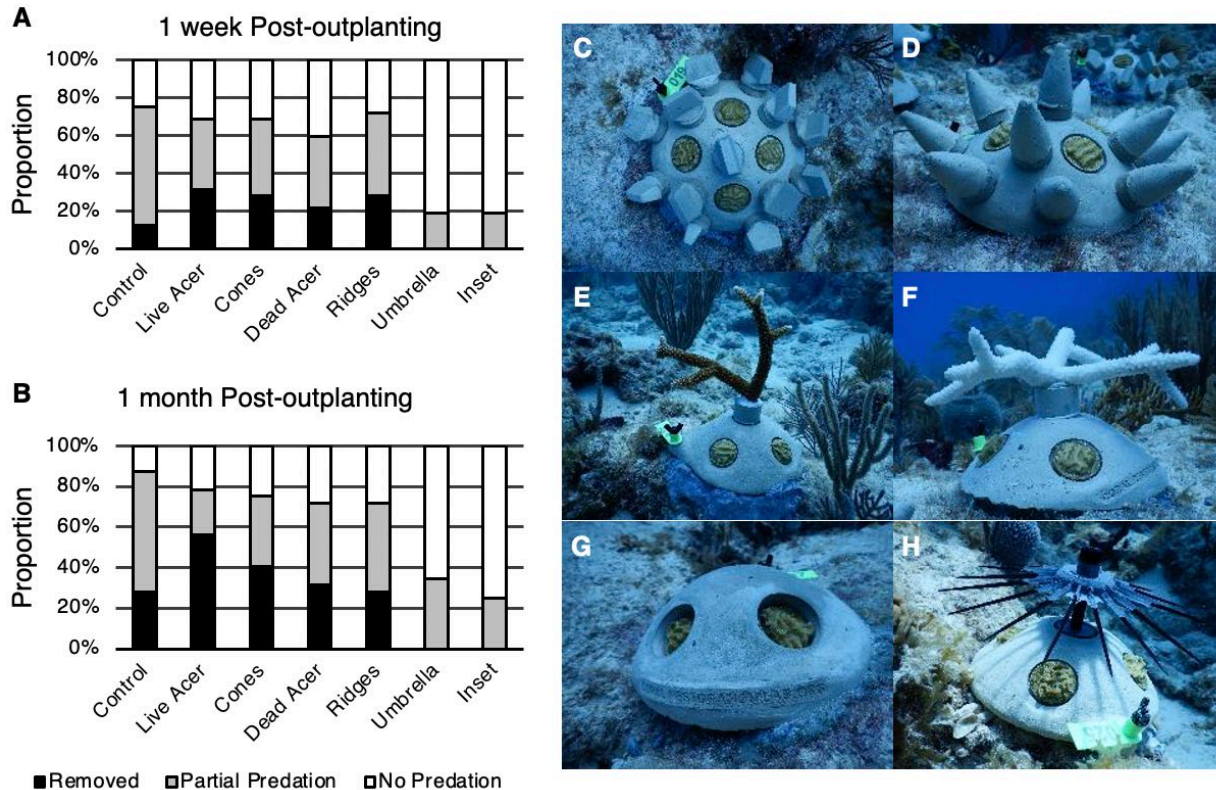 A
1 week Post-outplanting
Proportion
100%
80%
60%
40%
20%
0%
Control
Live Acer
Cones
Dead Acer
Ridges
Umbrella
Inset
B
1 month Post-outplanting
Proportion
100%
80%
60%
40%
20%
0%
Control
Live Acer
Cones
Dead Acer
Ridges
Umbrella
Inset
Removed Partial Predation No Predation
C
D
E
F
G
H